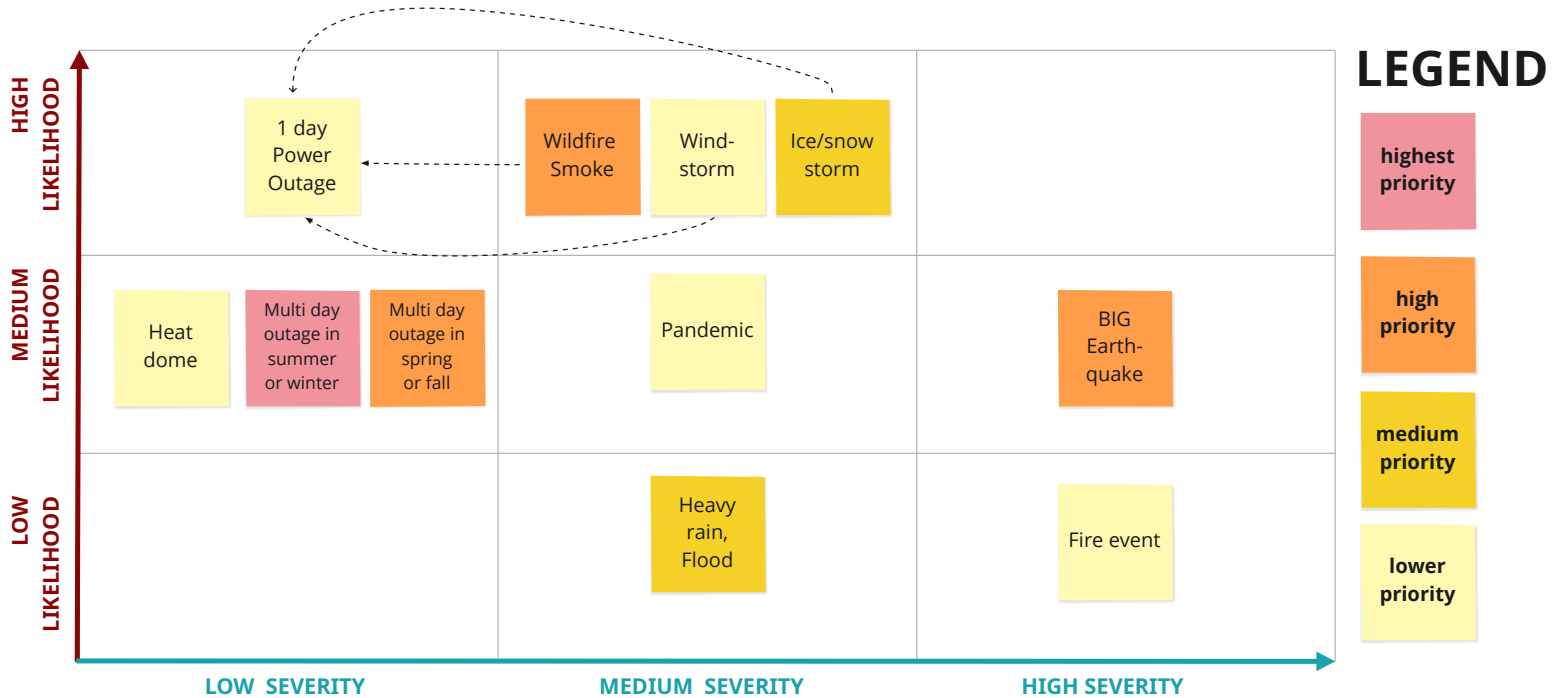 LEGEND
HIGH
LIKELIHOOD
1 day
Power
Outage
Wildfire
Smoke
Wind-
storm
Ice/snow
storm
highest
priority
MEDIUM
LIKELIHOOD
Heat
dome
Multi day
outage in
summer
or winter
Multi day
outage in
spring
or fall
Pandemic
BIG
Earth-
quake
high
priority
medium
priority
LOW
LIKELIHOOD
Heavy
rain,
Flood
Fire event
lower
priority
LOW SEVERITY
MEDIUM SEVERITY
HIGH SEVERITY